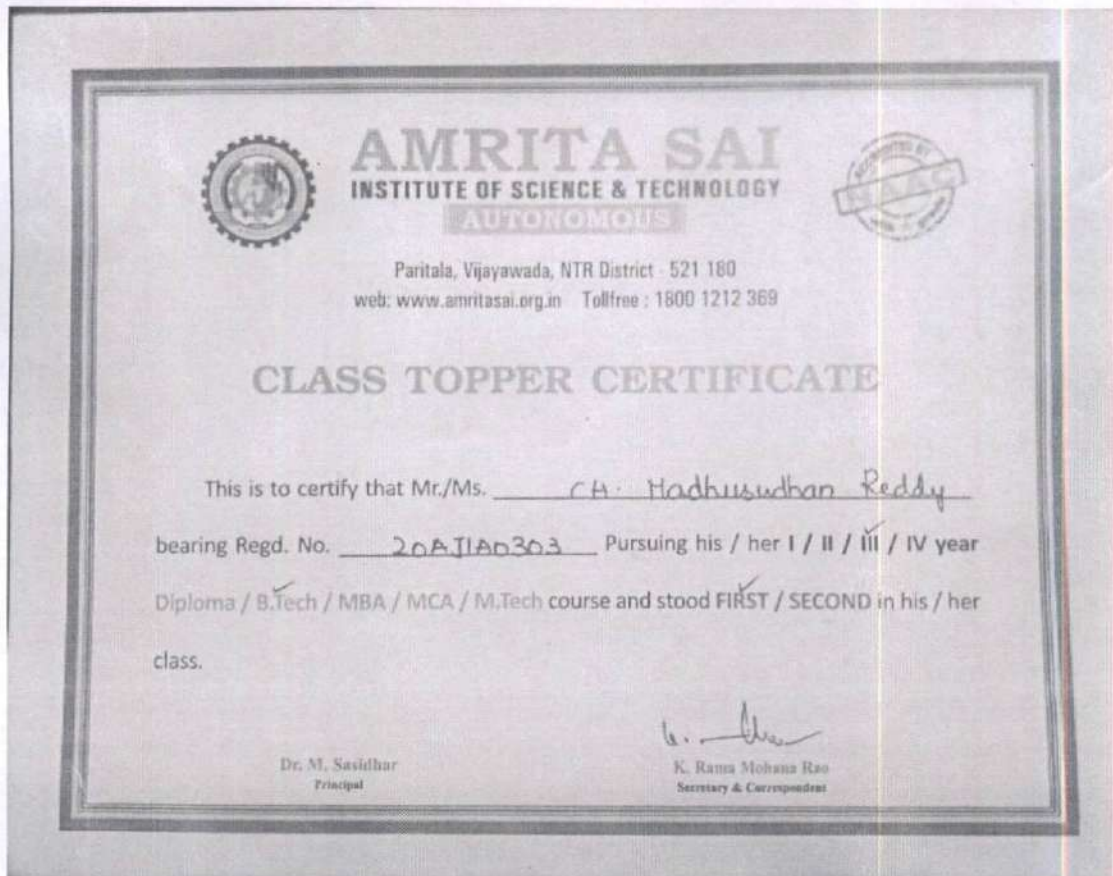 AMRITA SAI
INSTITUTE OF SCIENCE & TECHNOLOGY
AUTONOMOUS
ACCREDITED BY
NAAC
Paritala, Vijayawada, NTR District - 521 180
web: www.amritasai.org.in Tollfree : 1800 1212 369
CLASS TOPPER CERTIFICATE
This is to certify that Mr./Ms. CH. Madhusudhan Reddy
bearing Regd. No. 20AJ1A0303 Pursuing his / her I / II / III / IV year
Diploma / B.Tech / MBA / MCA / M.Tech course and stood FIRST / SECOND in his / her
class.
Dr. M. Sasidhar
Principal
K. Rama Mohana Rao
Secretary & Correspondent